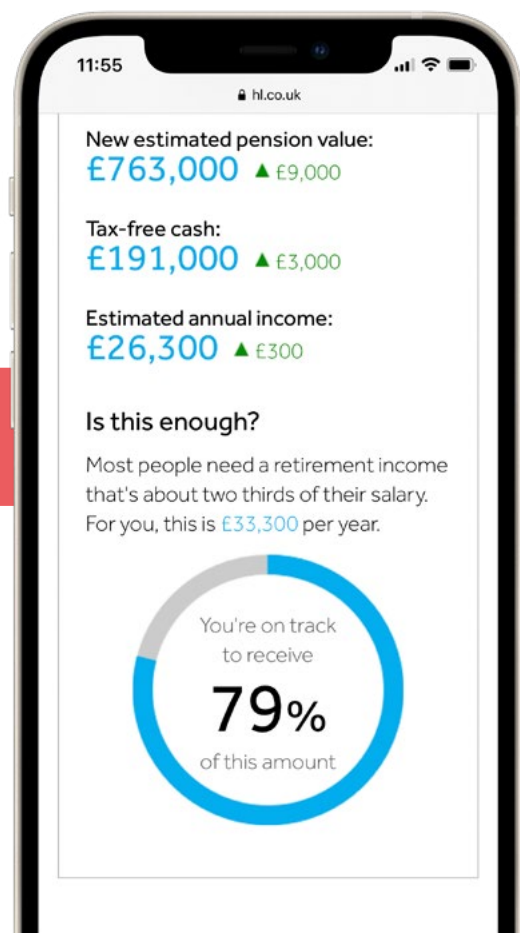 11:55
hl.co.uk
New estimated pension value:
£763,000 ▲ £9,000
Tax-free cash:
£191,000 ▲ £3,000
Estimated annual income:
£26,300 ▲ £300
Is this enough?
Most people need a retirement income
that's about two thirds of their salary.
For you, this is £33,300 per year.
You're on track
to receive
79%
of this amount